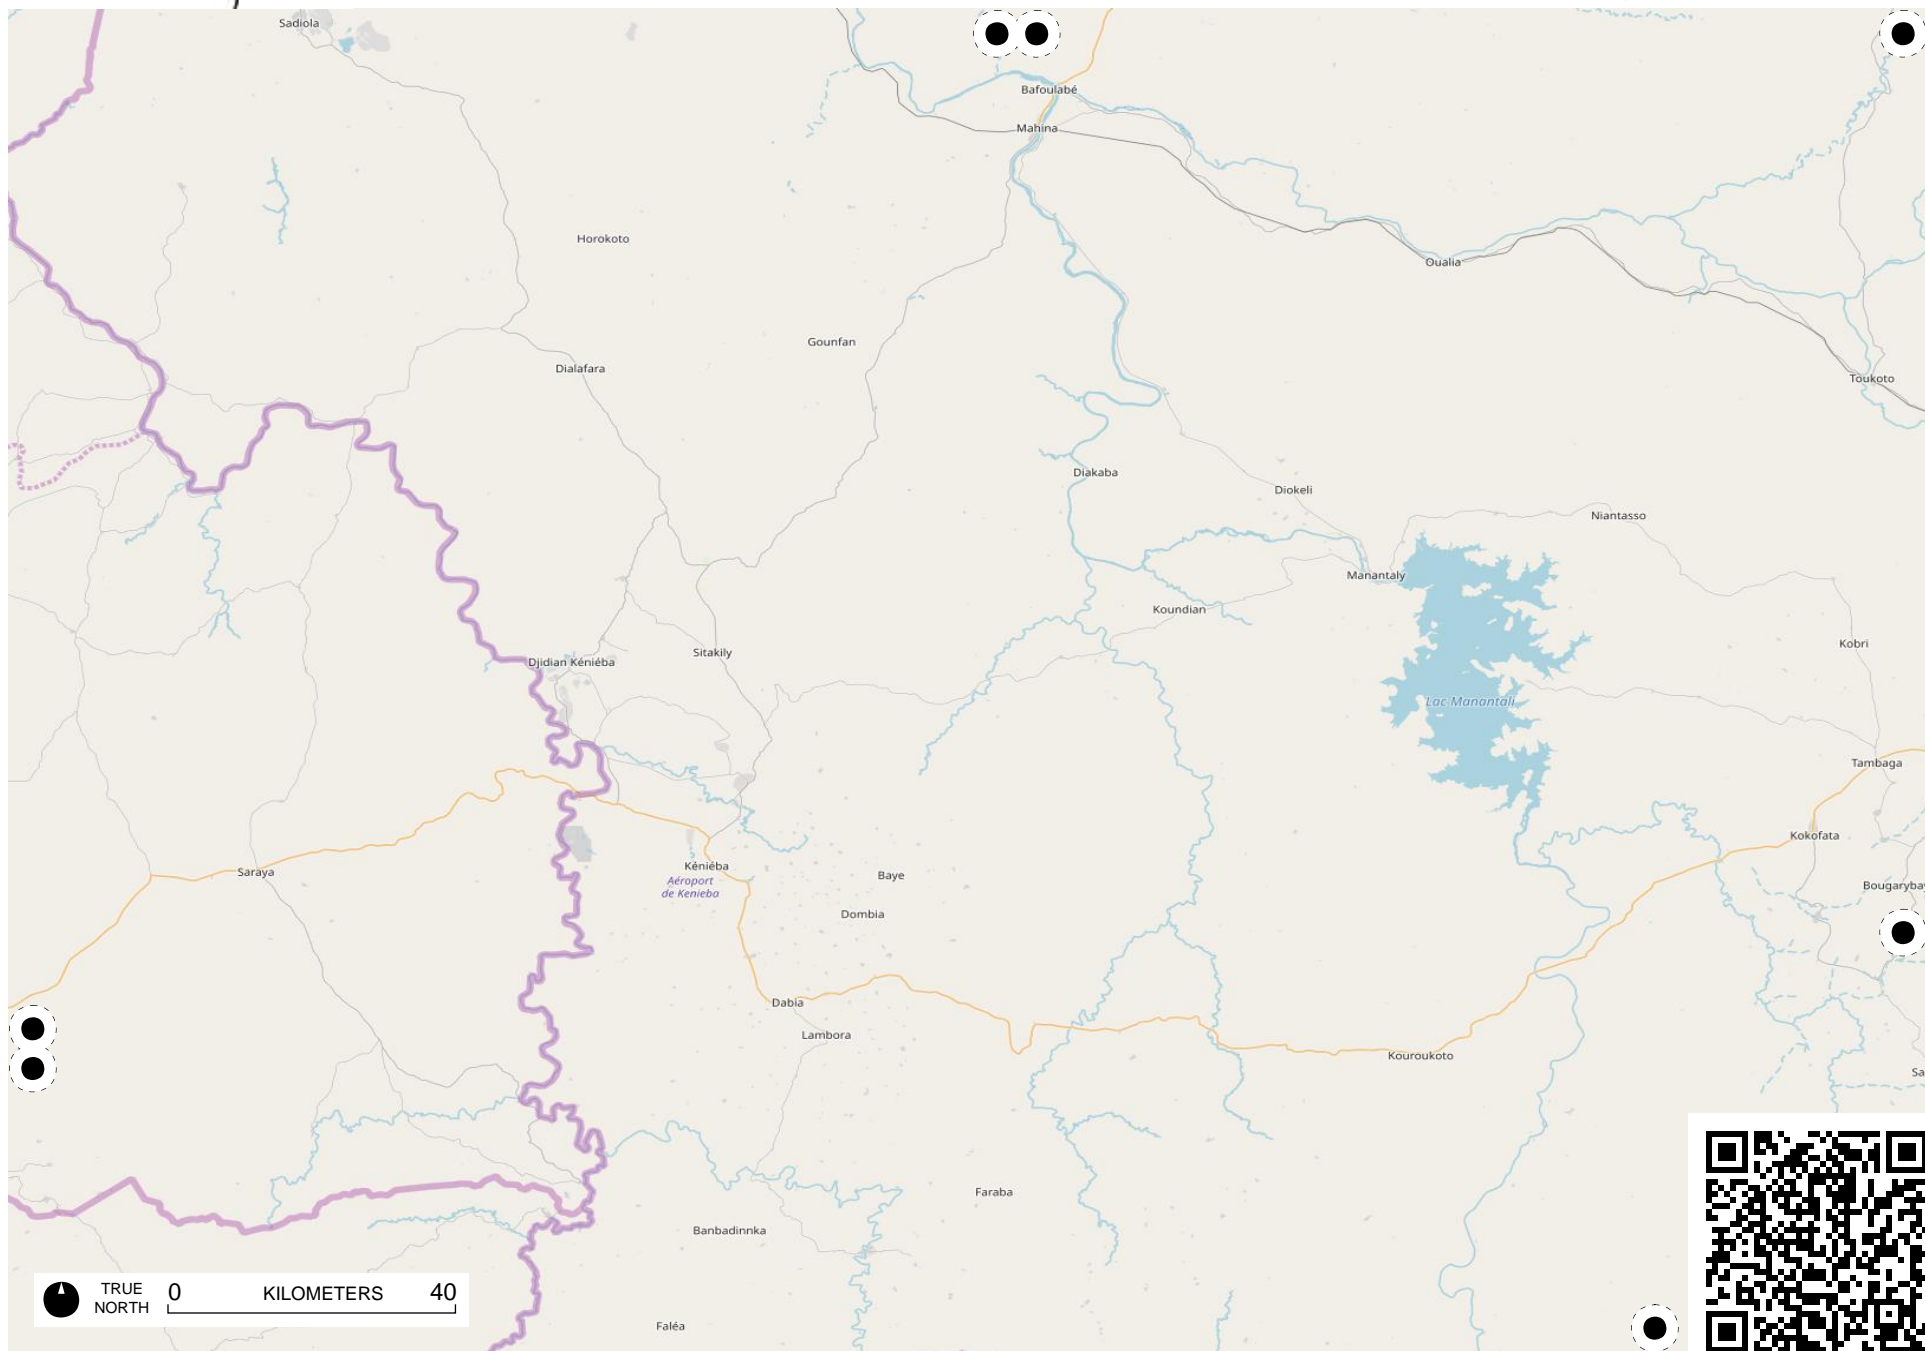 Sadiola
Bafoulabé
Mahina
Horokoto
Oualia
Gounfan
Dialafara
Toukoto
Diakaba
Diokeli
Niantasso
Manantaly
Koundian
Kobri
Sitakily
Djidian Kéniéba
Lac Manantali
Tambaga
Kokofata
Kéniéba
Saraya
Baye
Aéroport
de Kenieba
Bougarybay
Dombia
Dabia
Lambora
Kouroukoto
Sa
Faraba
Banbadinnka
TRUE
NORTH
0 KILOMETERS 40
Faléa